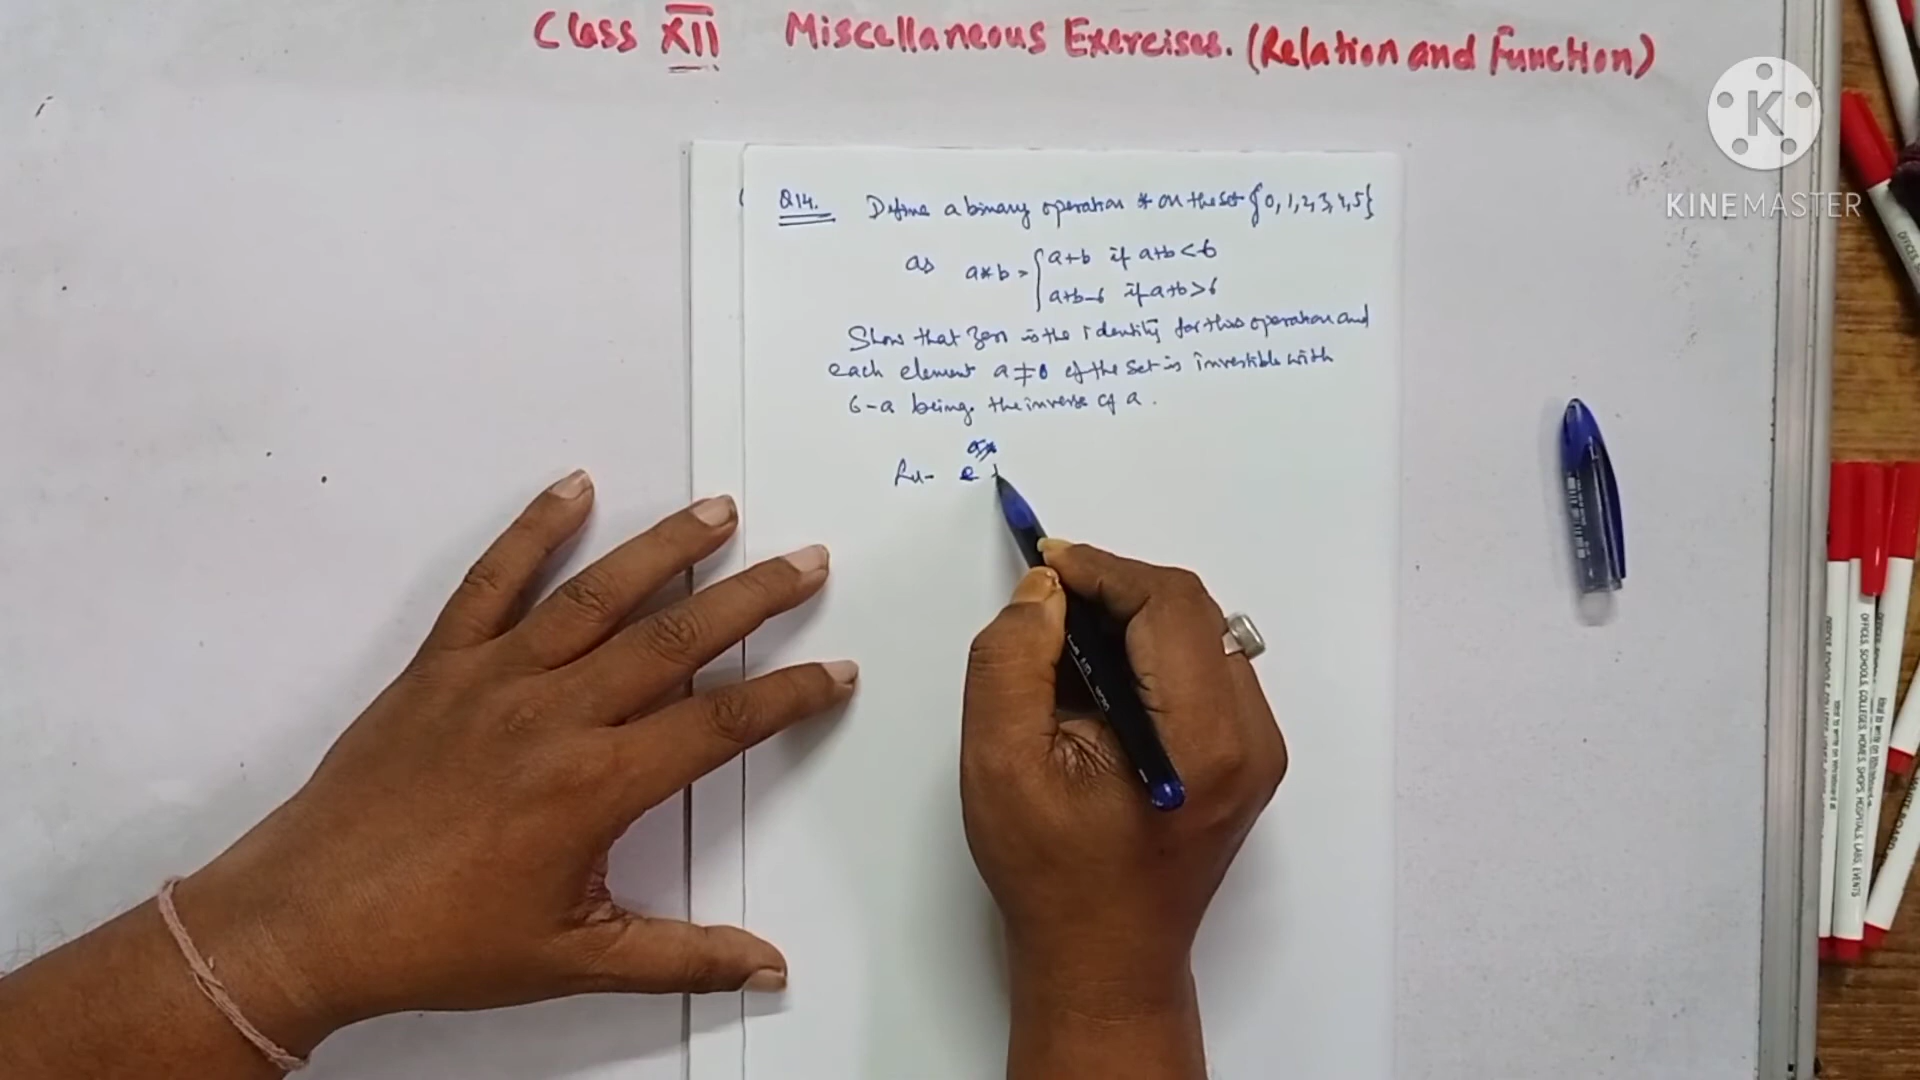 Class XII Miscellaneous Exercises. (Relation and Function)
K
KINEMASTER
Q14. Define a binary operation * on the set {0, 1, 2, 3, 4, 5}
as a*b = { a+b if a+b < 6
a+b-6 if a+b > 6
Show that Zero is the identity for this operation and
each element a ≠ 0 of the set is invertible with
6-a being the inverse of a.
a*
Let e